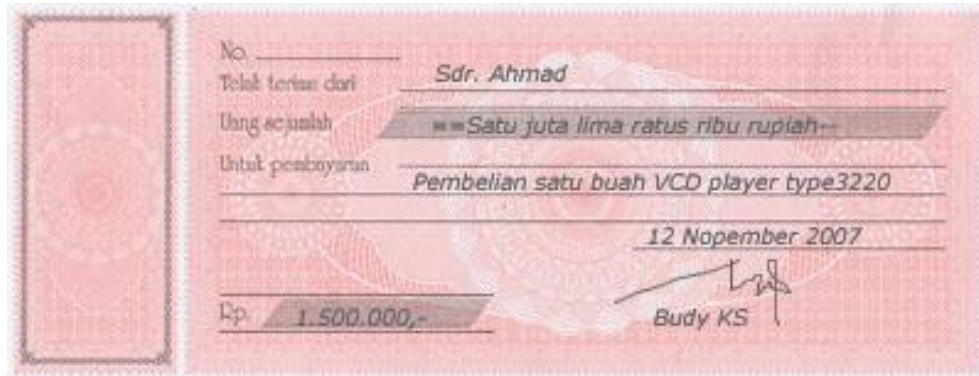 No.
Telah terima dari Sdr. Ahmad
Uang sejumlah ==Satu juta lima ratus ribu rupiah--
Untuk pembayaran
Pembelian satu buah VCD player type3220
12 Nopember 2007
Rp. 1.500.000,-
Budy KS